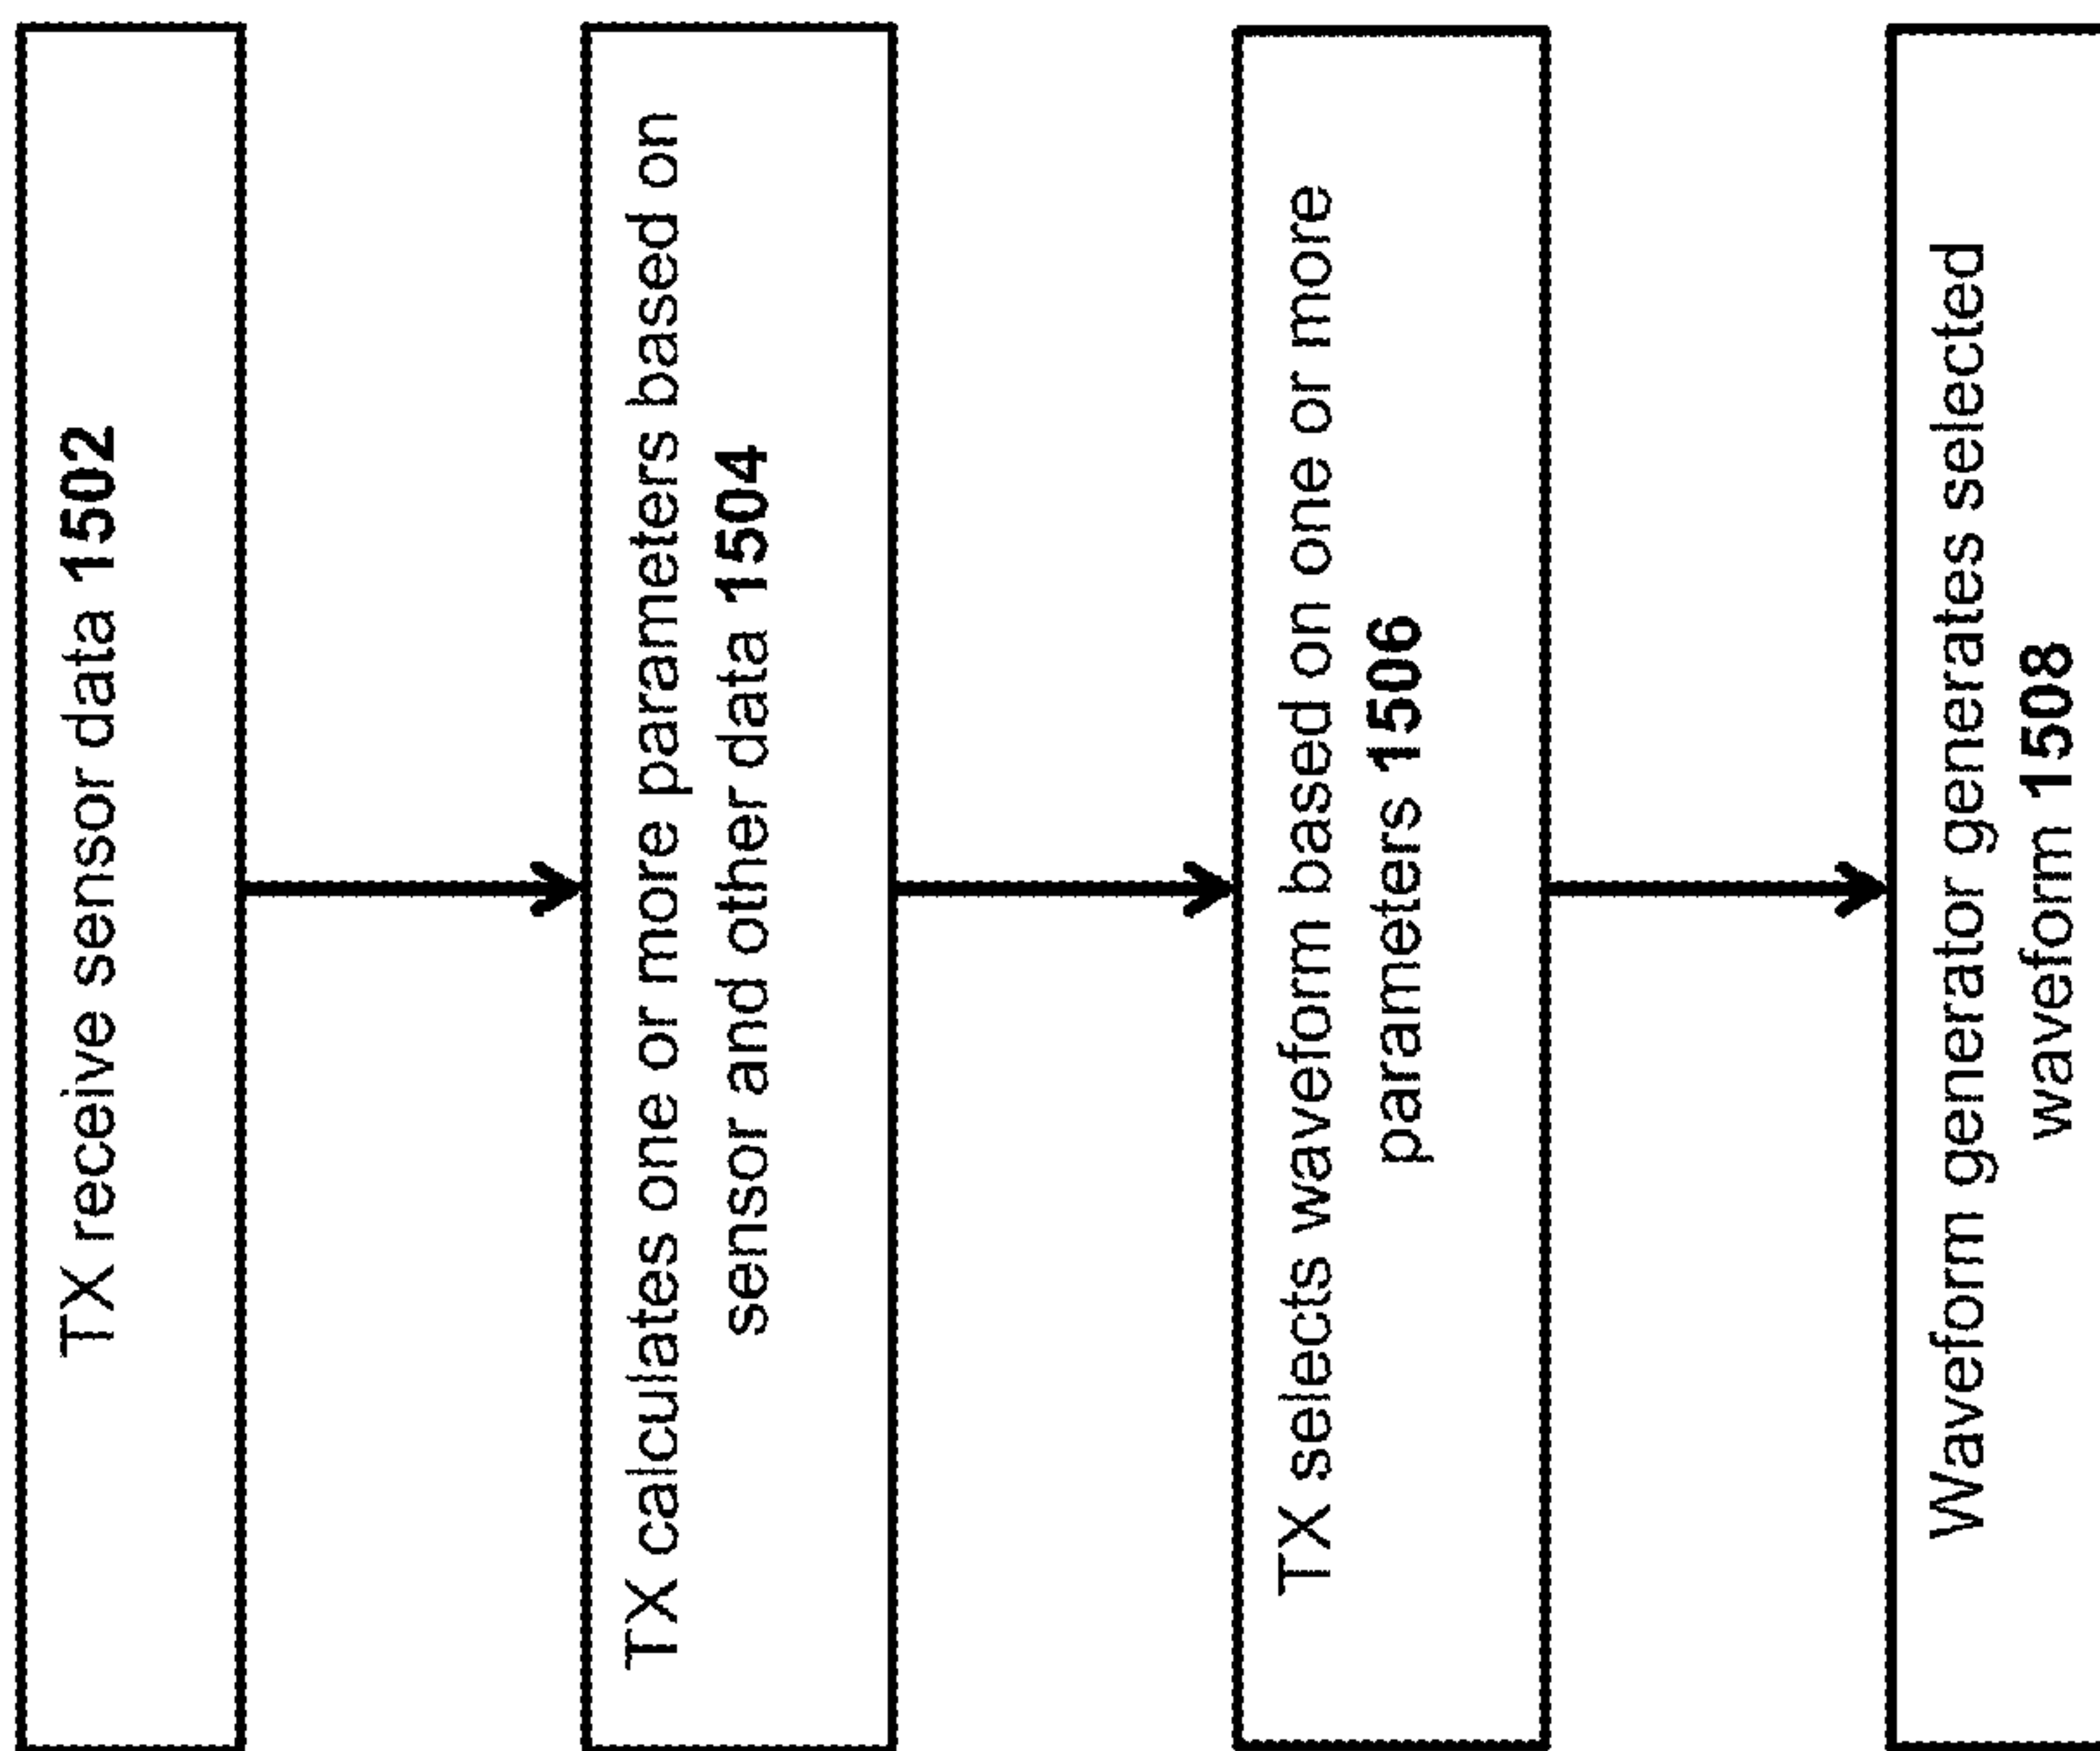 TX receive sensor data 1502
TX calculates one or more parameters based on
sensor and other data 1504
TX selects waveform based on one or more
parameters 1506
Waveform generator generates selected
waveform 1508